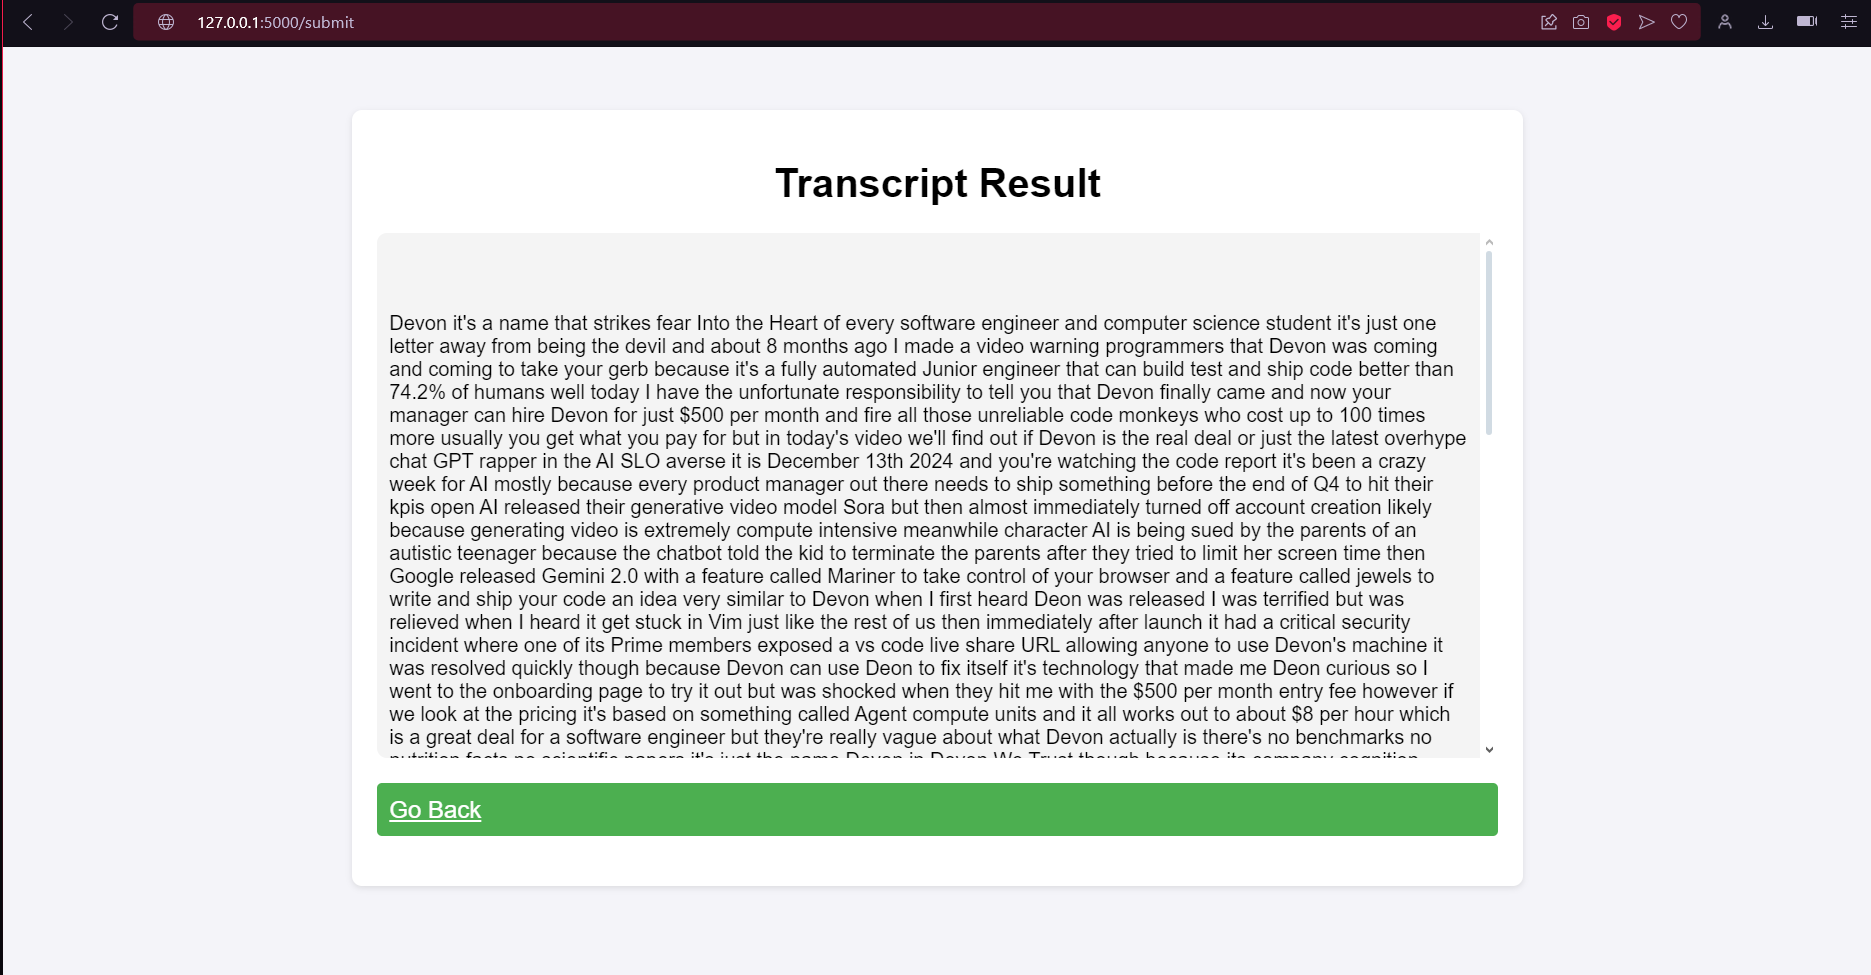 127.0.0.1:5000/submit
Transcript Result
Devon it's a name that strikes fear Into the Heart of every software engineer and computer science student it's just one
letter away from being the devil and about 8 months ago I made a video warning programmers that Devon was coming
and coming to take your gerb because it's a fully automated Junior engineer that can build test and ship code better than
74.2% of humans well today I have the unfortunate responsibility to tell you that Devon finally came and now your
manager can hire Devon for just $500 per month and fire all those unreliable code monkeys who cost up to 100 times
more usually you get what you pay for but in today's video we'll find out if Devon is the real deal or just the latest overhype
chat GPT rapper in the AI SLO averse it is December 13th 2024 and you're watching the code report it's been a crazy
week for AI mostly because every product manager out there needs to ship something before the end of Q4 to hit their
kpis open AI released their generative video model Sora but then almost immediately turned off account creation likely
because generating video is extremely compute intensive meanwhile character AI is being sued by the parents of an
autistic teenager because the chatbot told the kid to terminate the parents after they tried to limit her screen time then
Google released Gemini 2.0 with a feature called Mariner to take control of your browser and a feature called jewels to
write and ship your code an idea very similar to Devon when I first heard Deon was released I was terrified but was
relieved when I heard it get stuck in Vim just like the rest of us then immediately after launch it had a critical security
incident where one of its Prime members exposed a vs code live share URL allowing anyone to use Devon's machine it
was resolved quickly though because Devon can use Deon to fix itself it's technology that made me Deon curious so I
went to the onboarding page to try it out but was shocked when they hit me with the $500 per month entry fee however if
we look at the pricing it's based on something called Agent compute units and it all works out to about $8 per hour which
is a great deal for a software engineer but they're really vague about what Devon actually is there's no benchmarks no
nutrition facts no scientific papers it's just the name Devon in Devon We Trust though because its company cognition
Go Back